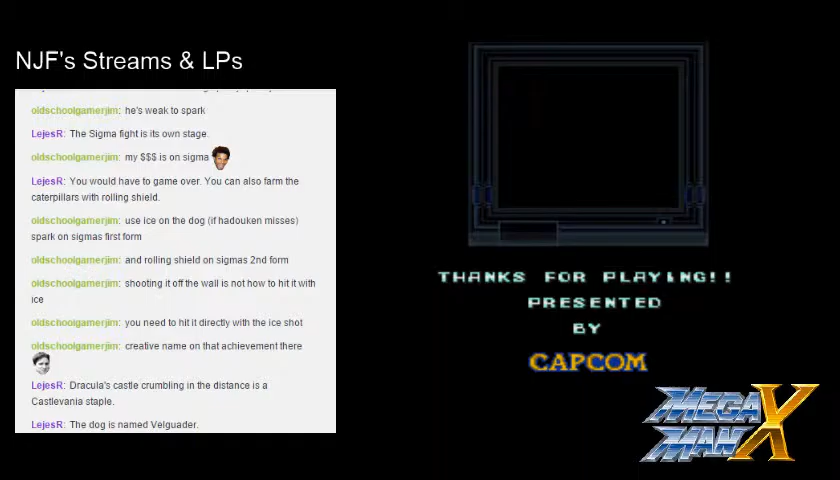 NJF's Streams & LPs
oldschoolgamerjim: he's weak to spark
LejesR: The Sigma fight is its own stage.
oldschoolgamerjim: my $$$ is on sigma
LejesR: You would have to game over. You can also farm the
caterpillars with rolling shield.
oldschoolgamerjim: use ice on the dog (if hadouken misses)
spark on sigmas first form
oldschoolgamerjim: and rolling shield on sigmas 2nd form
oldschoolgamerjim: shooting it off the wall is not how to hit it with
ice
oldschoolgamerjim: you need to hit it directly with the ice shot
oldschoolgamerjim: creative name on that achievement there
LejesR: Dracula's castle crumbling in the distance is a
Castlevania staple.
LejesR: The dog is named Velguader.
THANKS FOR PLAYING!!
PRESENTED
BY
CAPCOM
MEGA
MAN X